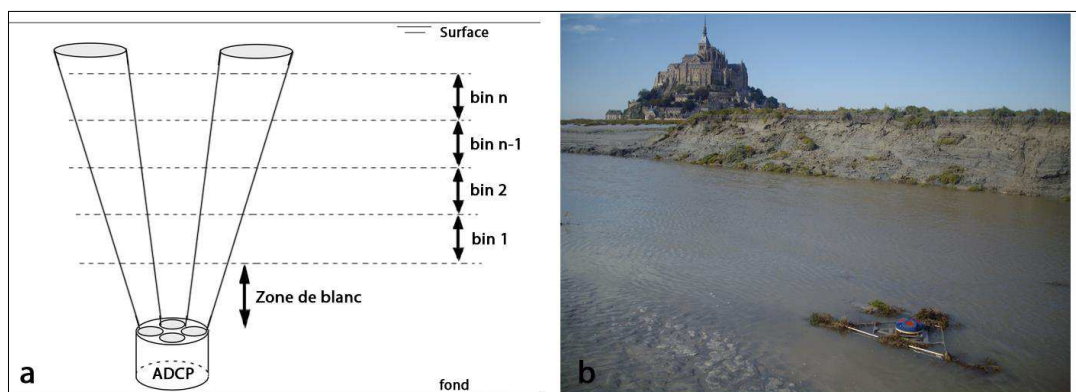 Surface
bin n
bin n-1
bin 2
bin 1
Zone de blanc
ADCP
fond
a
b